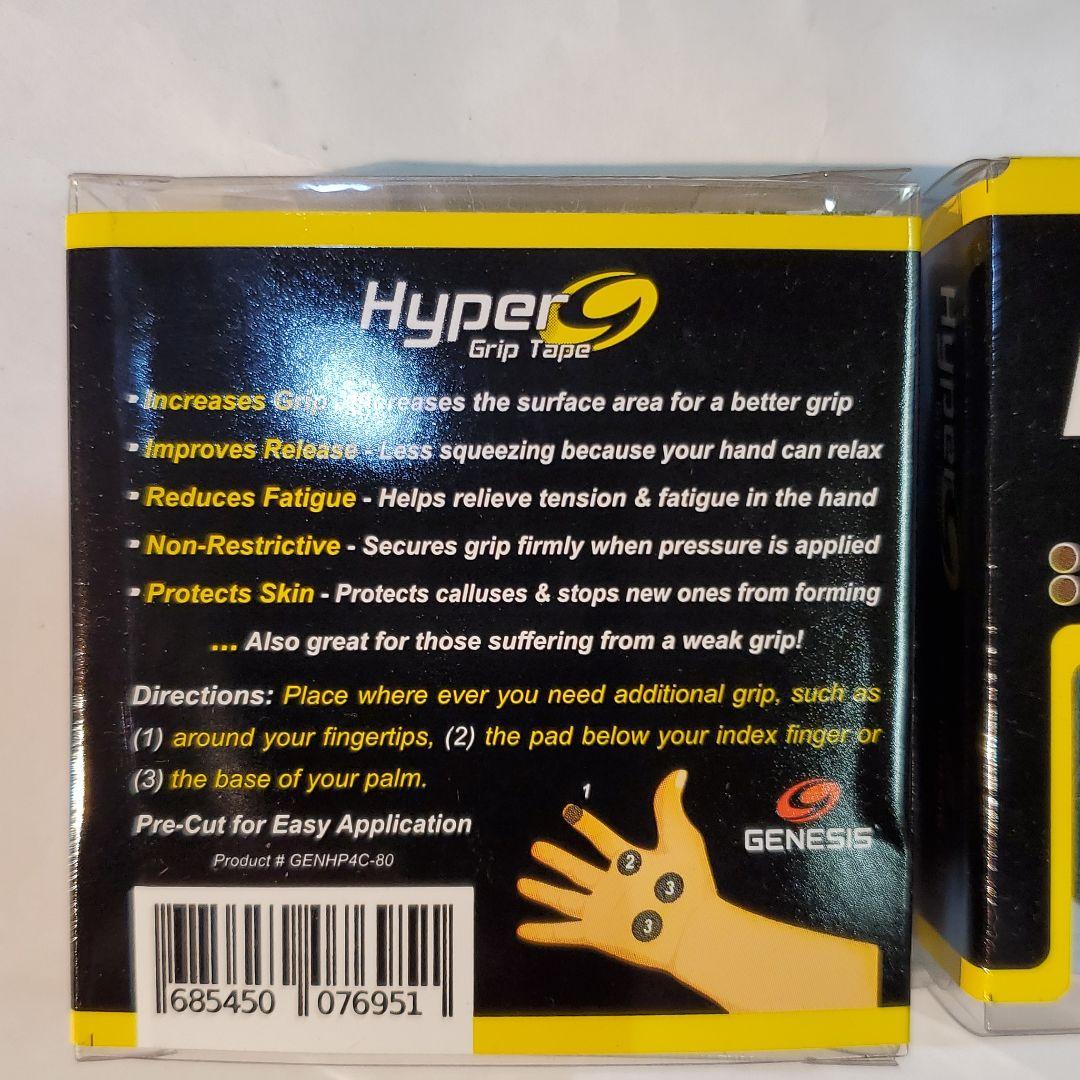 Hyper
Grip Tape
▪ Increases Grip - Increases the surface area for a better grip
▪ Improves Release - Less squeezing because your hand can relax
▪ Reduces Fatigue - Helps relieve tension & fatigue in the hand
▪ Non-Restrictive - Secures grip firmly when pressure is applied
▪ Protects Skin - Protects calluses & stops new ones from forming
... Also great for those suffering from a weak grip!
Directions: Place where ever you need additional grip, such as
(1) around your fingertips, (2) the pad below your index finger or
(3) the base of your palm.
Pre-Cut for Easy Application
Product # GENHP4C-80
1
2
3
3
GENESIS
685450 076951
Hyper